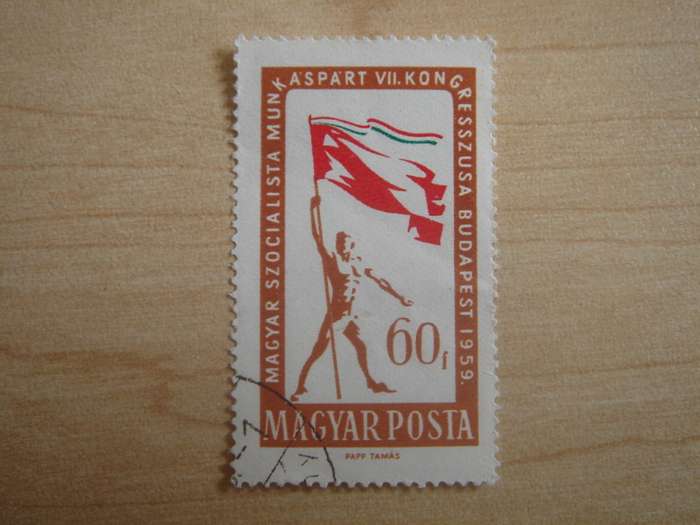 MAGYAR SZOCIALISTA MUNKÁSPÁRT VII. KONGRESSZUSA BUDAPEST 1959.
60f
MAGYAR POSTA
PAPP TAMÁS